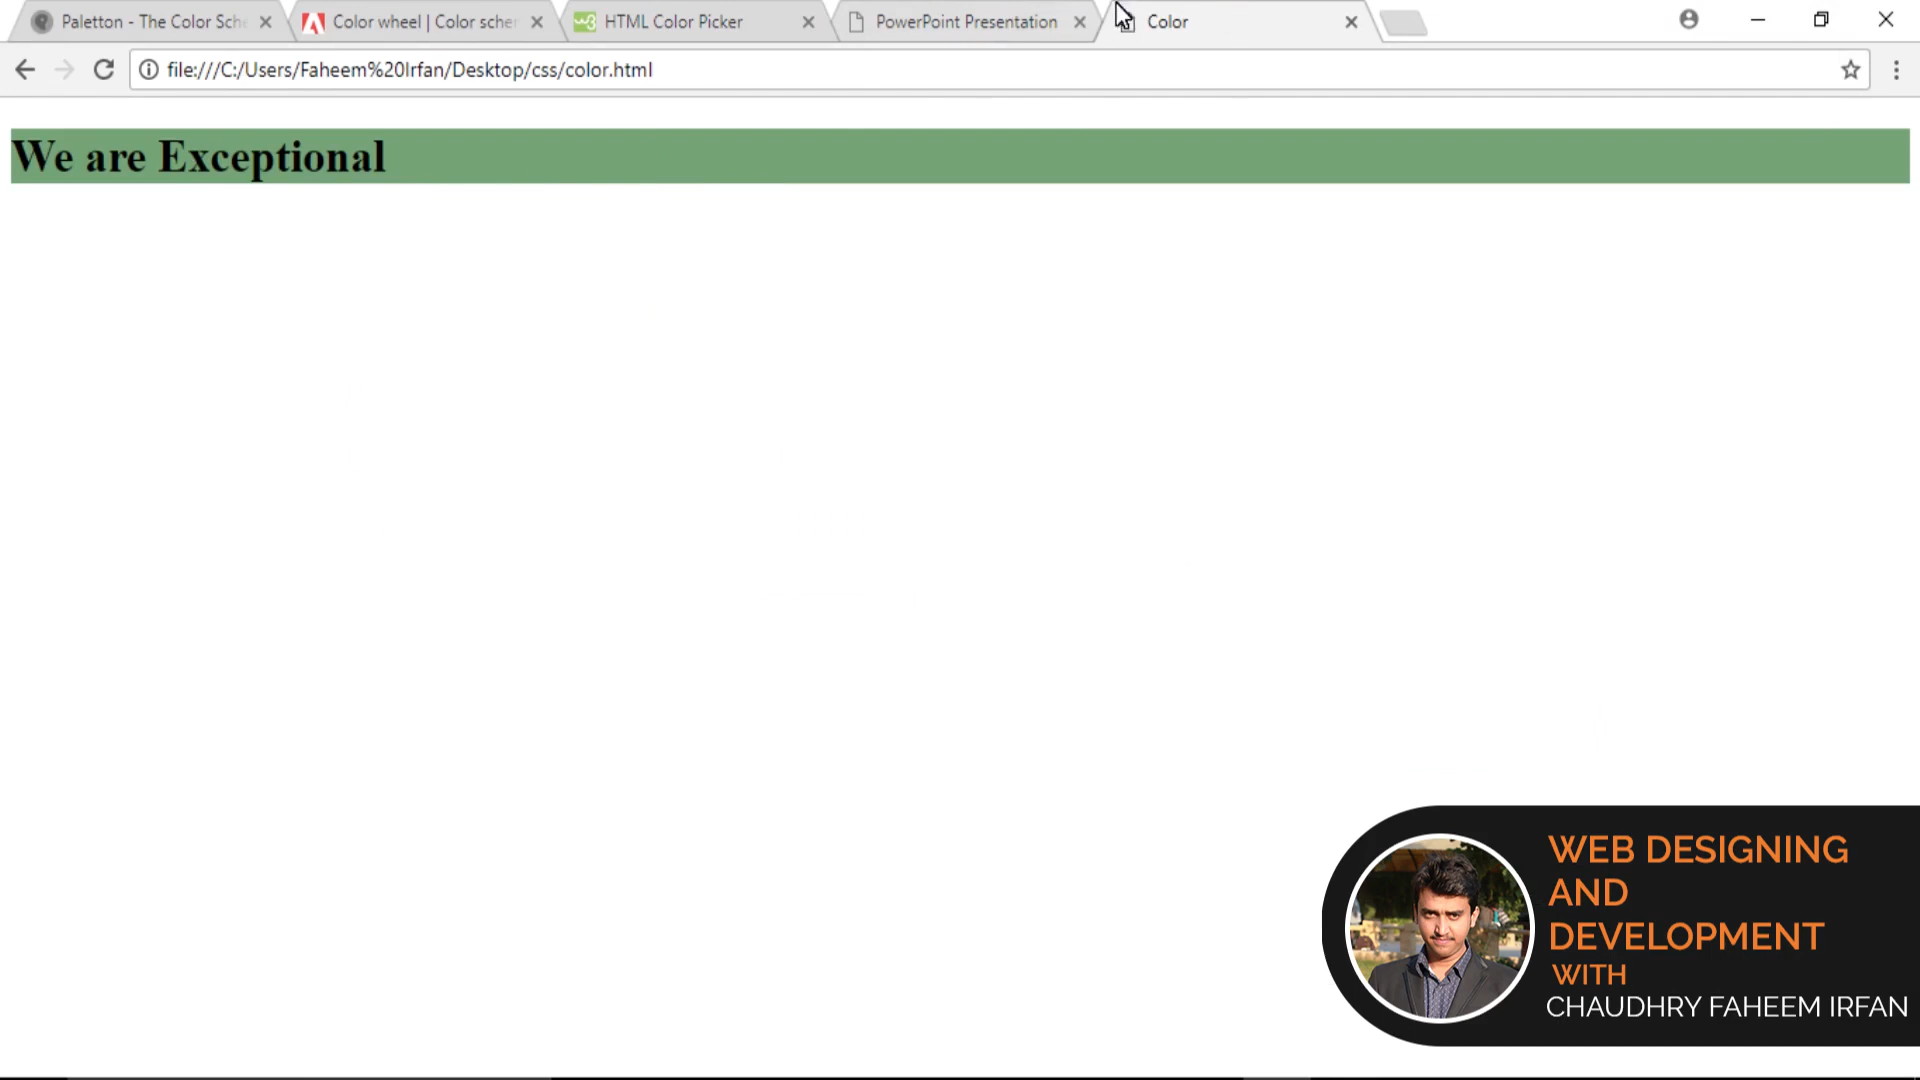 Paletton - The Color Sche
Color wheel | Color scher
HTML Color Picker
PowerPoint Presentation
Color
file:///C:/Users/Faheem%20Irfan/Desktop/css/color.html
We are Exceptional
WEB DESIGNING
AND
DEVELOPMENT
WITH
CHAUDHRY FAHEEM IRFAN